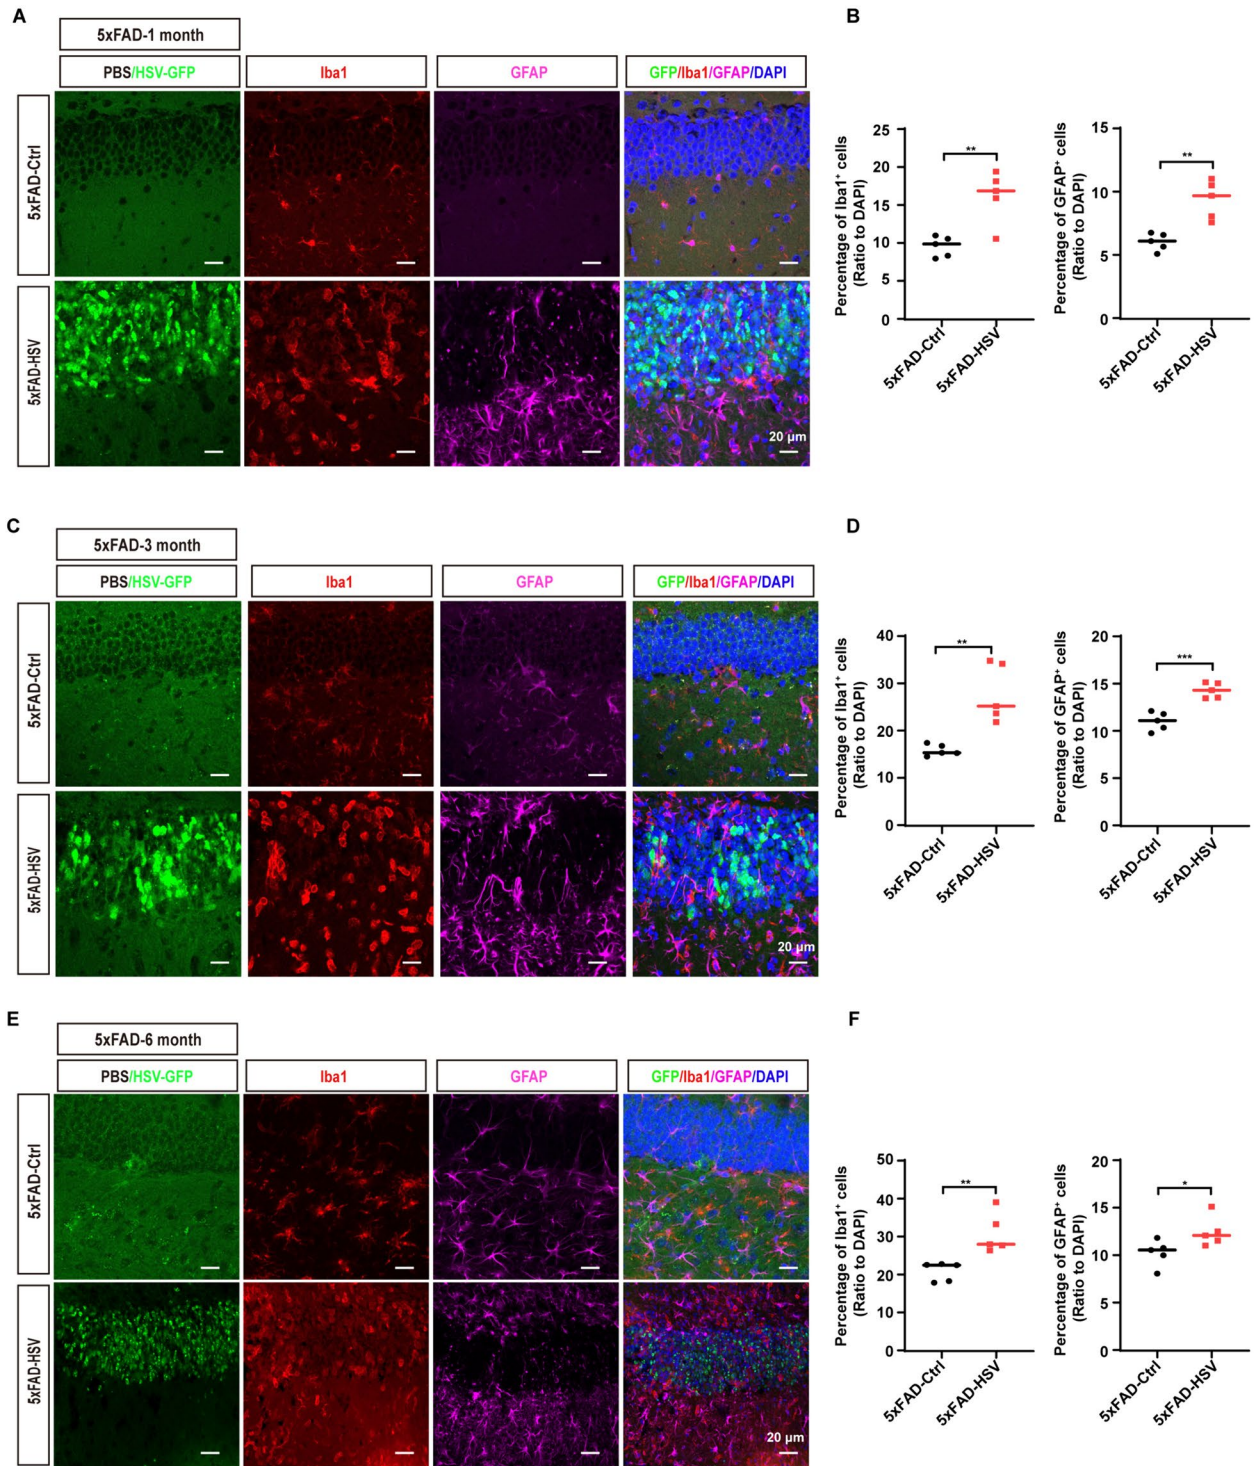 A
5xFAD-1 month
PBS/HSV-GFP
Iba1
GFAP
GFP/Iba1/GFAP/DAPI
5xFAD-Ctrl
5xFAD-HSV
20 µm
B
Percentage of Iba1⁺ cells
(Ratio to DAPI)
25
20
15
10
5
0
**
5xFAD-Ctrl
5xFAD-HSV
Percentage of GFAP⁺ cells
(Ratio to DAPI)
15
10
5
0
**
5xFAD-Ctrl
5xFAD-HSV
C
5xFAD-3 month
PBS/HSV-GFP
Iba1
GFAP
GFP/Iba1/GFAP/DAPI
5xFAD-Ctrl
5xFAD-HSV
20 µm
D
Percentage of Iba1⁺ cells
(Ratio to DAPI)
40
30
20
10
0
**
5xFAD-Ctrl
5xFAD-HSV
Percentage of GFAP⁺ cells
(Ratio to DAPI)
20
15
10
5
0
***
5xFAD-Ctrl
5xFAD-HSV
E
5xFAD-6 month
PBS/HSV-GFP
Iba1
GFAP
GFP/Iba1/GFAP/DAPI
5xFAD-Ctrl
5xFAD-HSV
20 µm
F
Percentage of Iba1⁺ cells
(Ratio to DAPI)
50
40
30
20
10
0
**
5xFAD-Ctrl
5xFAD-HSV
Percentage of GFAP⁺ cells
(Ratio to DAPI)
20
15
10
5
0
*
5xFAD-Ctrl
5xFAD-HSV